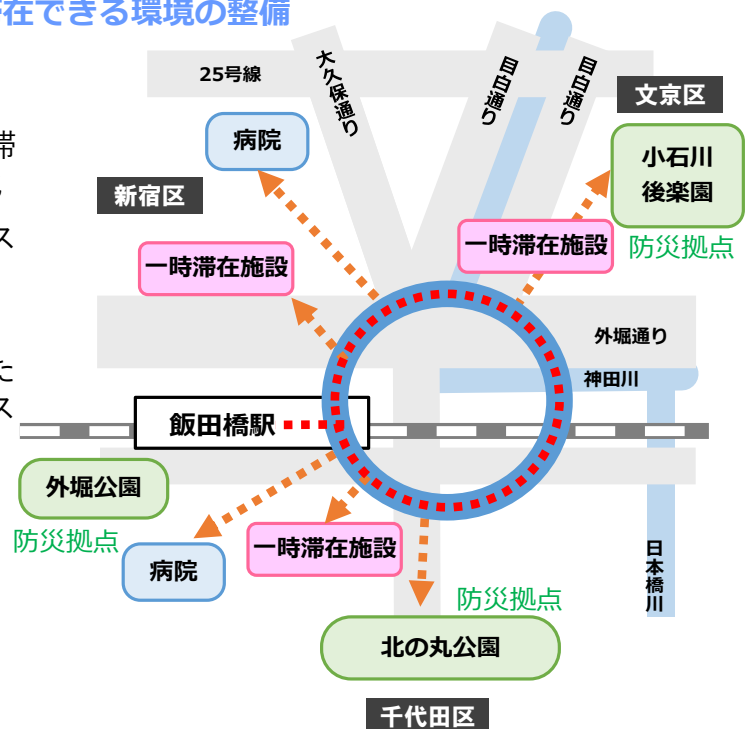 在できる環境の整備
25号線
大久保通り
目白通り
目白通り
文京区
病院
小石川
後楽園
帯
新宿区
ス
一時滞在施設
一時滞在施設
防災拠点
外堀通り
神田川
た
ス
飯田橋駅
外堀公園
防災拠点
一時滞在施設
病院
日本橋川
防災拠点
北の丸公園
千代田区